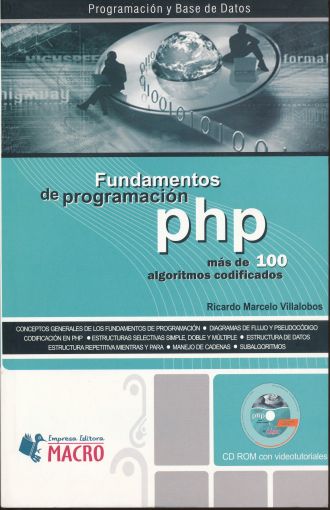 Programación y Base de Datos
Fundamentos
de programación
php
más de 100
algoritmos codificados
Ricardo Marcelo Villalobos
CONCEPTOS GENERALES DE LOS FUNDAMENTOS DE PROGRAMACIÓN • DIAGRAMAS DE FLUJO Y PSEUDOCÓDIGO
CODIFICACIÓN EN PHP • ESTRUCTURAS SELECTIVAS SIMPLE, DOBLE Y MÚLTIPLE • ESTRUCTURA DE DATOS
ESTRUCTURA REPETITIVA MIENTRAS Y PARA • MANEJO DE CADENAS • SUBALGORITMOS
php
Empresa Editora
MACRO
CD ROM con videotutoriales